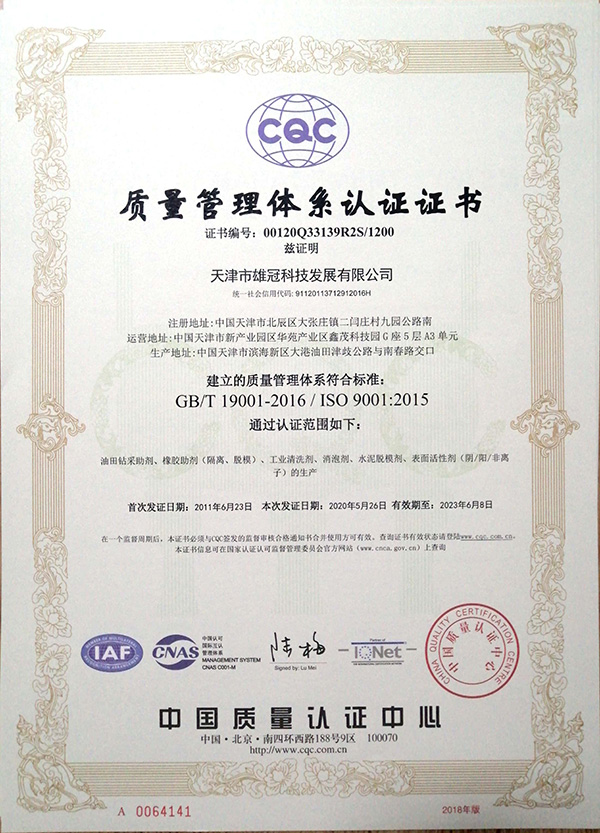 CQC
质量管理体系认证证书
证书编号：00120Q33139R2S/1200
兹证明
天津市雄冠科技发展有限公司
统一社会信用代码: 91120113712912016H
注册地址:中国天津市北辰区大张庄镇二闫庄村九园公路南
运营地址:中国天津市新产业园区华苑产业区鑫茂科技园G座5层A3单元
生产地址:中国天津市滨海新区大港油田津歧公路与南春路交口
建立的质量管理体系符合标准：
GB/T 19001-2016 / ISO 9001:2015
通过认证范围如下：
油田钻采助剂、橡胶助剂（隔离、脱模）、工业清洗剂、消泡剂、水泥脱模剂、表面活性剂（阴/阳/非离
子）的生产
首次发证日期：2011年6月23日 本次发证日期：2020年5月26日 有效期至：2023年6月8日
在一个监督周期后，本证书必须与CQC签发的监督审核合格通知书合并使用方可有效。查询证书有效状态请登陆www.cqc.com.cn。
本证书信息可在国家认证认可监督管理委员会官方网站（www.cnca.gov.cn）上查询
IAF
MEMBER OF MULTILATERAL
RECOGNITION ARRANGEMENT
CNAS
中国认可
国际互认
管理体系
MANAGEMENT SYSTEM
CNAS C001-M
陆梅
Signed by: Lu Mei
Partner of
IQNet
CHINA QUALITY CERTIFICATION CENTRE
中国质量认证中心
中国质量认证中心
中国·北京·南四环西路188号9区 100070
http://www.cqc.com.cn
A 0064141
2018年版